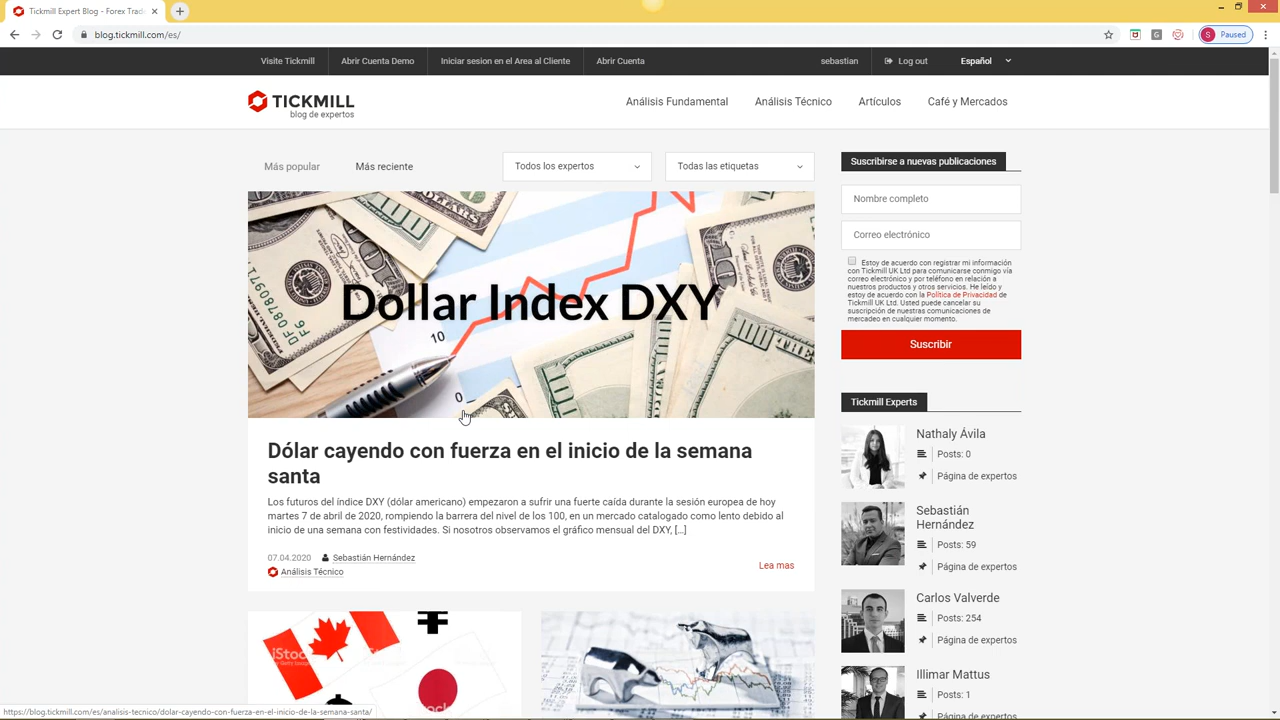 Tickmill Expert Blog - Forex Trad
blog.tickmill.com/es/
S Paused
Visite Tickmill
Abrir Cuenta Demo
Iniciar sesion en el Area al Cliente
Abrir Cuenta
sebastian
Log out
Español
TICKMILL
blog de expertos
Análisis Fundamental
Análisis Técnico
Artículos
Café y Mercados
Más popular
Más reciente
Todos los expertos
Todas las etiquetas
Dollar Index DXY
10
0
Dólar cayendo con fuerza en el inicio de la semana
santa
Los futuros del índice DXY (dólar americano) empezaron a sufrir una fuerte caída durante la sesión europea de hoy
martes 7 de abril de 2020, rompiendo la barrera del nivel de los 100, en un mercado catalogado como lento debido al
inicio de una semana con festividades. Si nosotros observamos el gráfico mensual del DXY, [...]
07.04.2020
Sebastián Hernández
Análisis Técnico
Lea mas
Suscribirse a nuevas publicaciones
Nombre completo
Correo electrónico
Estoy de acuerdo con registrar mi información
con Tickmill UK Ltd para comunicarse conmigo vía
correo electrónico y por teléfono en relación a
nuestros productos y otros servicios. He leído y
estoy de acuerdo con la Política de Privacidad de
Tickmill UK Ltd. Usted puede cancelar su
suscripción de nuestras comunicaciones de
mercadeo en cualquier momento.
Suscribir
Tickmill Experts
Nathaly Ávila
Posts: 0
Página de expertos
Sebastián
Hernández
Posts: 59
Página de expertos
Carlos Valverde
Posts: 254
Página de expertos
Illimar Mattus
Posts: 1
Página de expertos
https://blog.tickmill.com/es/analisis-tecnico/dolar-cayendo-con-fuerza-en-el-inicio-de-la-semana-santa/